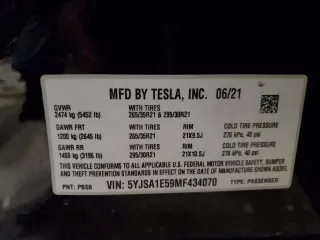 MFD BY TESLA, INC. 06/21
GVWR WITH TIRES
2474 kg (5452 lb) 265/35R21 & 295/30R21
GAWR FRT WITH TIRES RIM COLD TIRE PRESSURE
1200 kg (2645 lb) 265/35R21 21X9.5J 276 kPa, 40 psi
GAWR RR WITH TIRES RIM COLD TIRE PRESSURE
1450 kg (3196 lb) 295/30R21 21X10.5J 276 kPa, 40 psi
THIS VEHICLE CONFORMS TO ALL APPLICABLE U.S. FEDERAL MOTOR VEHICLE SAFETY, BUMPER
AND THEFT PREVENTION STANDARDS IN EFFECT ON THE DATE OF MANUFACTURE SHOWN ABOVE.
PNT: PBSB VIN: 5YJSA1E59MF434070 TYPE: PASSENGER